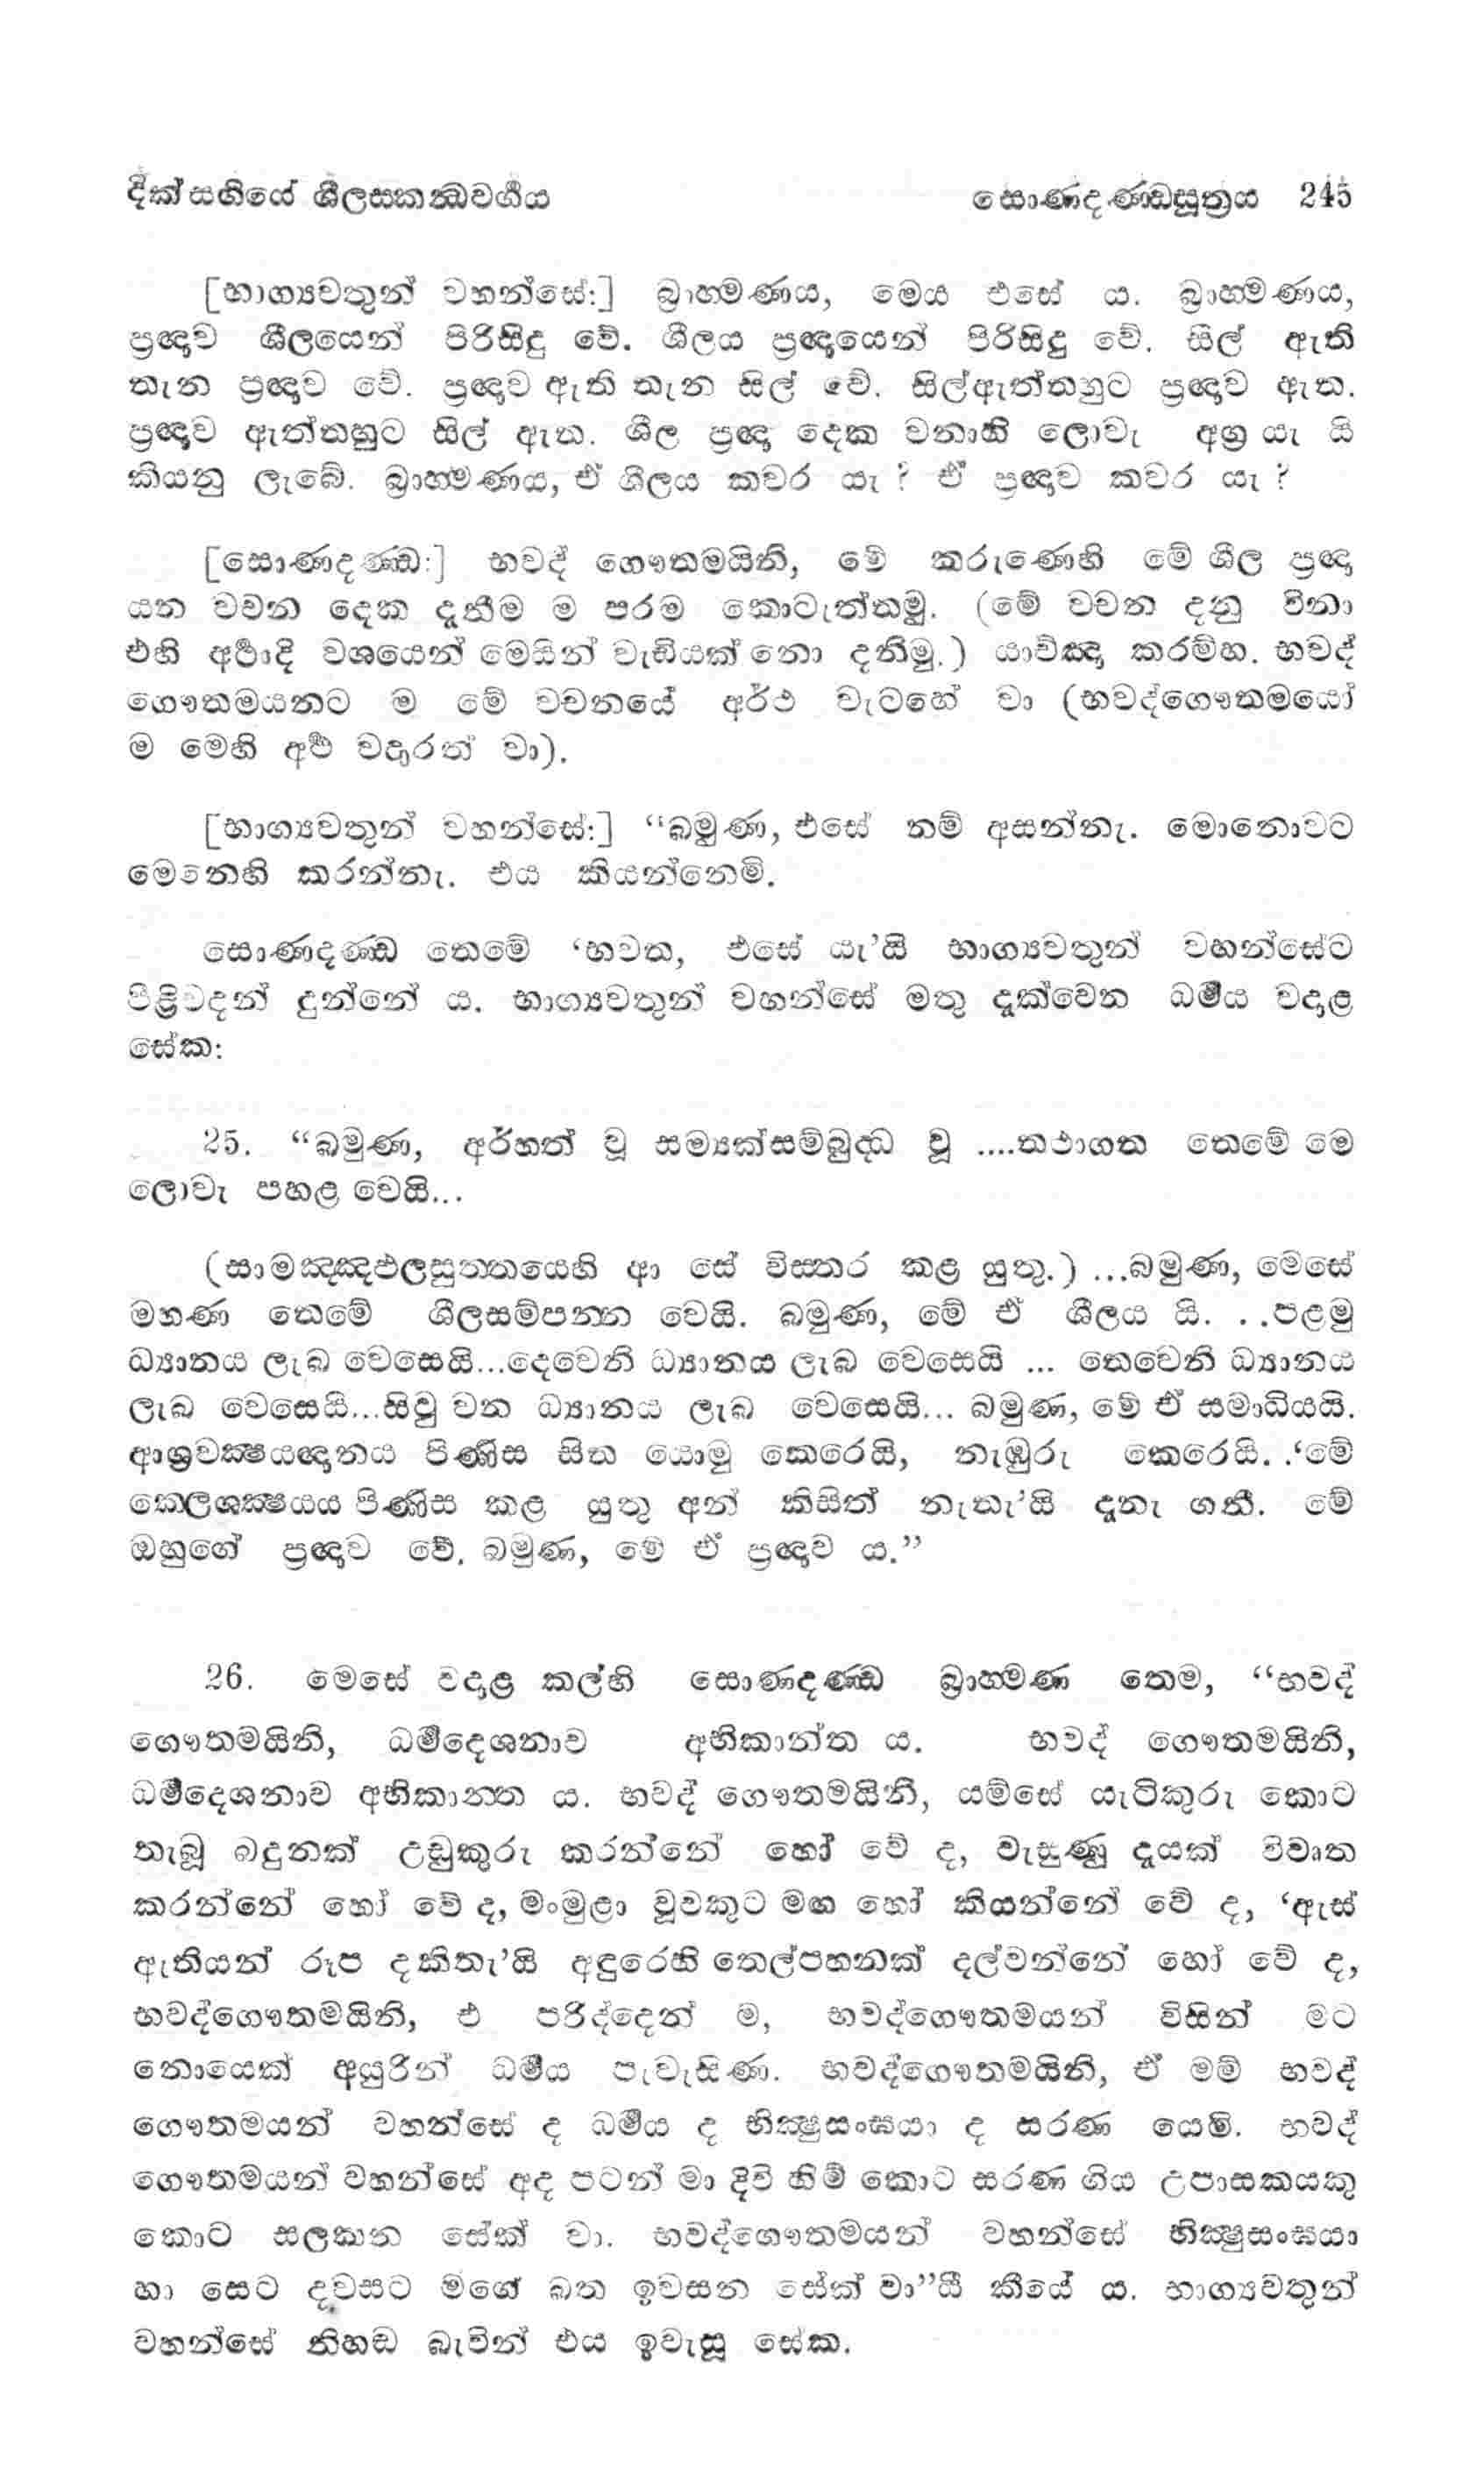 දික්සඟියේ ශීලස්කන්ධවර්ගය සොණදණ්ඩසූත්‍රය 245
[භාග්‍යවතුන් වහන්සේ:] බ්‍රාහ්මණය, මෙය එසේ ය. බ්‍රාහ්මණය,
ප්‍රඥාව ශීලයෙන් පිරිසිදු වේ. ශීලය ප්‍රඥායෙන් පිරිසිදු වේ. සිල් ඇති
තැන ප්‍රඥාව වේ. ප්‍රඥාව ඇති තැන සිල් වේ. සිල්ඇත්තහුට ප්‍රඥාව ඇත.
ප්‍රඥාව ඇත්තහුට සිල් ඇත. ශීල ප්‍රඥා දෙක වනාහි ලොවැ අග්‍ර යැ යි
කියනු ලැබේ. බ්‍රාහ්මණය, ඒ ශීලය කවර යැ ? ඒ ප්‍රඥාව කවර යැ ?
[සොණදණ්ඩ:] භවද් ගෞතමයිනි, මේ කරුණෙහි මේ ශීල ප්‍රඥා
යන වචන දෙක දැනීම ම පරම කොටැත්තමු. (මේ වචන දනු විනා
එහි අර්ථාදි වශයෙන් මෙයින් වැඩියක් නො දනිමු.) යාච්ඤා කරම්හ. භවද්
ගෞතමයනට ම මේ වචනයේ අර්ථ වැටහේ වා (භවද්ගෞතමයෝ
ම මෙහි අර්ථ වදාරත් වා).
[භාග්‍යවතුන් වහන්සේ:] “බමුණ, එසේ නම් අසන්නැ. මොනොවට
මෙනෙහි කරන්නැ. එය කියන්නෙමි.
සොණදණ්ඩ තෙමේ ‘භවත, එසේ යැ’යි භාග්‍යවතුන් වහන්සේට
පිළිවදන් දුන්නේ ය. භාග්‍යවතුන් වහන්සේ මතු දැක්වෙන ධර්මය වදාළ
සේක:
25. “බමුණ, අර්හත් වූ සම්‍යක්සම්බුද්ධ වූ ....තථාගත තෙමේ මෙ
ලොවැ පහළ වෙයි...
(සාමඤ්ඤඵලසුත්තයෙහි ආ සේ විස්තර කළ යුතු.) ...බමුණ, මෙසේ
මහණ තෙමේ ශීලසම්පන්න වෙයි. බමුණ, මේ ඒ ශීලය යි. ..පළමු
ධ්‍යානය ලැබ වෙසෙයි...දෙවෙනි ධ්‍යානය ලැබ වෙසෙයි ... තෙවෙනි ධ්‍යානය
ලැබ වෙසෙයි...සිවු වන ධ්‍යානය ලැබ වෙසෙයි... බමුණ, මේ ඒ සමාධියයි.
ආශ්‍රවක්ෂයඥානය පිණිස සිත යොමු කෙරෙයි, නැඹුරු කෙරෙයි. .‘මේ
කෙලශක්ෂයය පිණිස කළ යුතු අන් කිසිත් නැතැ’යි දැනැ ගනී. මේ
ඔහුගේ ප්‍රඥාව වේ. බමුණ, මේ ඒ ප්‍රඥාව ය.”
26. මෙසේ වදාළ කල්හි සොණදණ්ඩ බ්‍රාහ්මණ තෙම, “භවද්
ගෞතමයිනි, ධර්මදෙශනාව අභිකාන්ත ය. භවද් ගෞතමයිනි,
ධර්මදෙශනාව අභිකාන්ත ය. භවද් ගෞතමයිනි, යම්සේ යැටිකුරු කොට
තැබූ බදුනක් උඩුකුරු කරන්නේ හෝ වේ ද, වැසුණු දැයක් විවෘත
කරන්නේ හෝ වේ ද, මංමුළා වූවකුට මඟ හෝ කියන්නේ වේ ද, ‘ඇස්
ඇතියන් රූප දකිතැ’යි අඳුරෙහි තෙල්පහනක් දල්වන්නේ හෝ වේ ද,
භවද්ගෞතමයිනි, එ පරිද්දෙන් ම, භවද්ගෞතමයන් විසින් මට
නොයෙක් අයුරින් ධර්මය පැවැසිණ. භවද්ගෞතමයිනි, ඒ මම් භවද්
ගෞතමයන් වහන්සේ ද ධර්මය ද භික්ෂුසංඝයා ද සරණ යෙමි. භවද්
ගෞතමයන් වහන්සේ අද පටන් මා දිවි හිම් කොට සරණ ගිය උපාසකයකු
කොට සලකන සේක් වා. භවද්ගෞතමයන් වහන්සේ භික්ෂුසංඝයා
හා සෙට දවසට මගේ බත ඉවසන සේක් වා”යී කීයේ ය. භාග්‍යවතුන්
වහන්සේ නිහඬ බැවින් එය ඉවැසූ සේක.